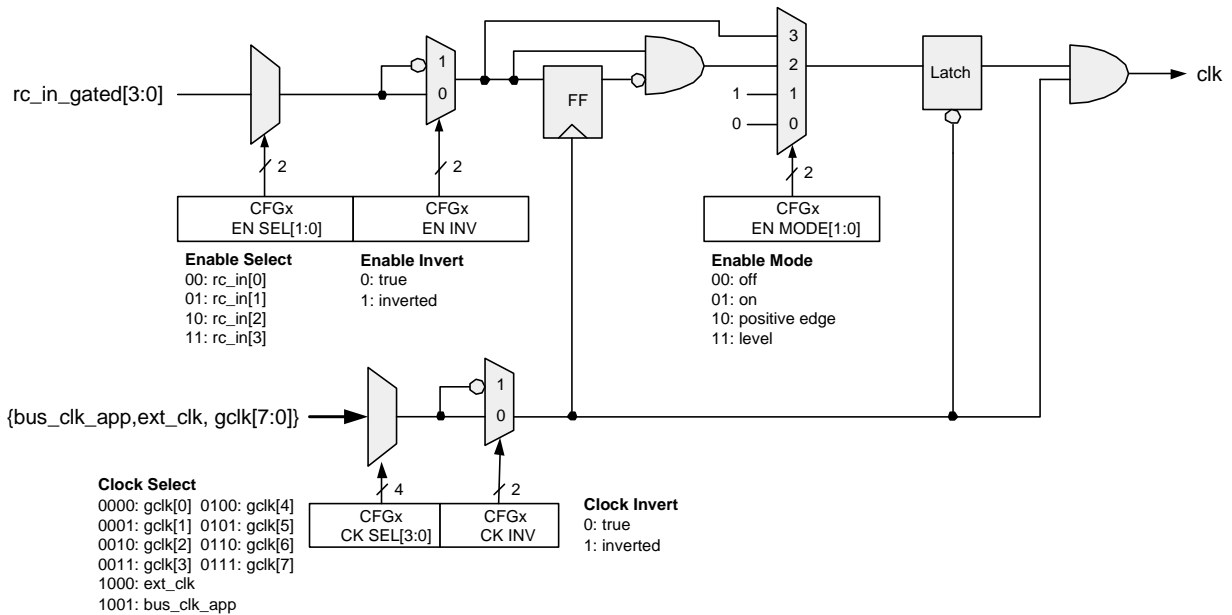 3
1
2
Latch
clk
rc_in_gated[3:0]
0
FF
1
1
0
0
2
2
2
CFGx
EN SEL[1:0]
CFGx
EN INV
CFGx
EN MODE[1:0]
Enable Select
00: rc_in[0]
01: rc_in[1]
10: rc_in[2]
11: rc_in[3]
Enable Invert
0: true
1: inverted
Enable Mode
00: off
01: on
10: positive edge
11: level
1
{bus_clk_app,ext_clk, gclk[7:0]}
0
4
2
Clock Select
0000: gclk[0] 0100: gclk[4]
0001: gclk[1] 0101: gclk[5]
0010: gclk[2] 0110: gclk[6]
0011: gclk[3] 0111: gclk[7]
1000: ext_clk
1001: bus_clk_app
CFGx
CK SEL[3:0]
CFGx
CK INV
Clock Invert
0: true
1: inverted